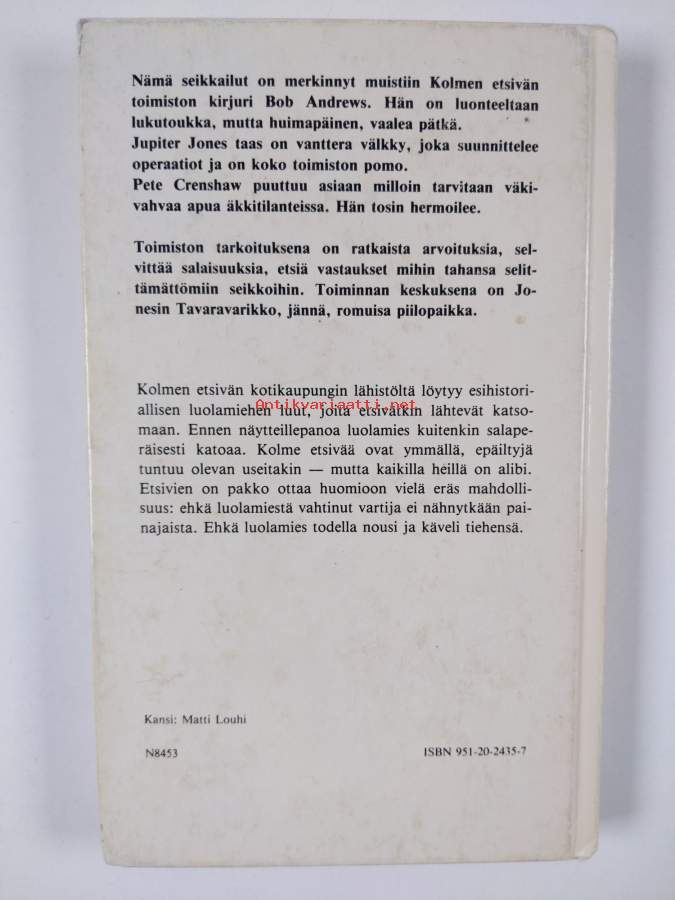 Nämä seikkailut on merkinnyt muistiin Kolmen etsivän
toimiston kirjuri Bob Andrews. Hän on luonteeltaan
lukutoukka, mutta huimapäinen, vaalea pätkä.
Jupiter Jones taas on vanttera välkky, joka suunnittelee
operaatiot ja on koko toimiston pomo.
Pete Crenshaw puuttuu asiaan milloin tarvitaan väki-
vahvaa apua äkkitilanteissa. Hän tosin hermoilee.
Toimiston tarkoituksena on ratkaista arvoituksia, sel-
vittää salaisuuksia, etsiä vastaukset mihin tahansa selit-
tämättömiin seikkoihin. Toiminnan keskuksena on Jo-
nesin Tavaravarikko, jännä, romuisa piilopaikka.
Kolmen etsivän kotikaupungin lähistöltä löytyy esihistori-
allisen luolamiehen luut, joita etsivätkin lähtevät katso-
Antikvariaatti.net
maan. Ennen näytteillepanoa luolamies kuitenkin salape-
räisesti katoaa. Kolme etsivää ovat ymmällä, epäiltyjä
tuntuu olevan useitakin — mutta kaikilla heillä on alibi.
Etsivien on pakko ottaa huomioon vielä eräs mahdolli-
suus: ehkä luolamiestä vahtinut vartija ei nähnytkään pai-
najaista. Ehkä luolamies todella nousi ja käveli tiehensä.
Kansi: Matti Louhi
N8453
ISBN 951-20-2435-7